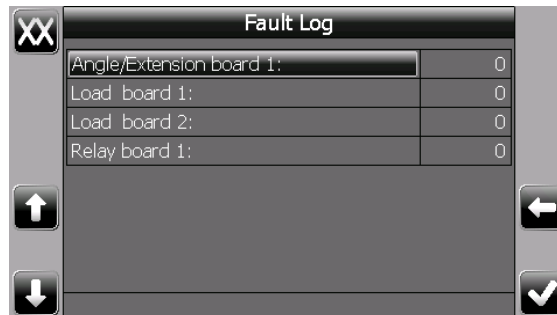 XX
Fault Log
Angle/Extension board 1: 0
Load board 1: 0
Load board 2: 0
Relay board 1: 0